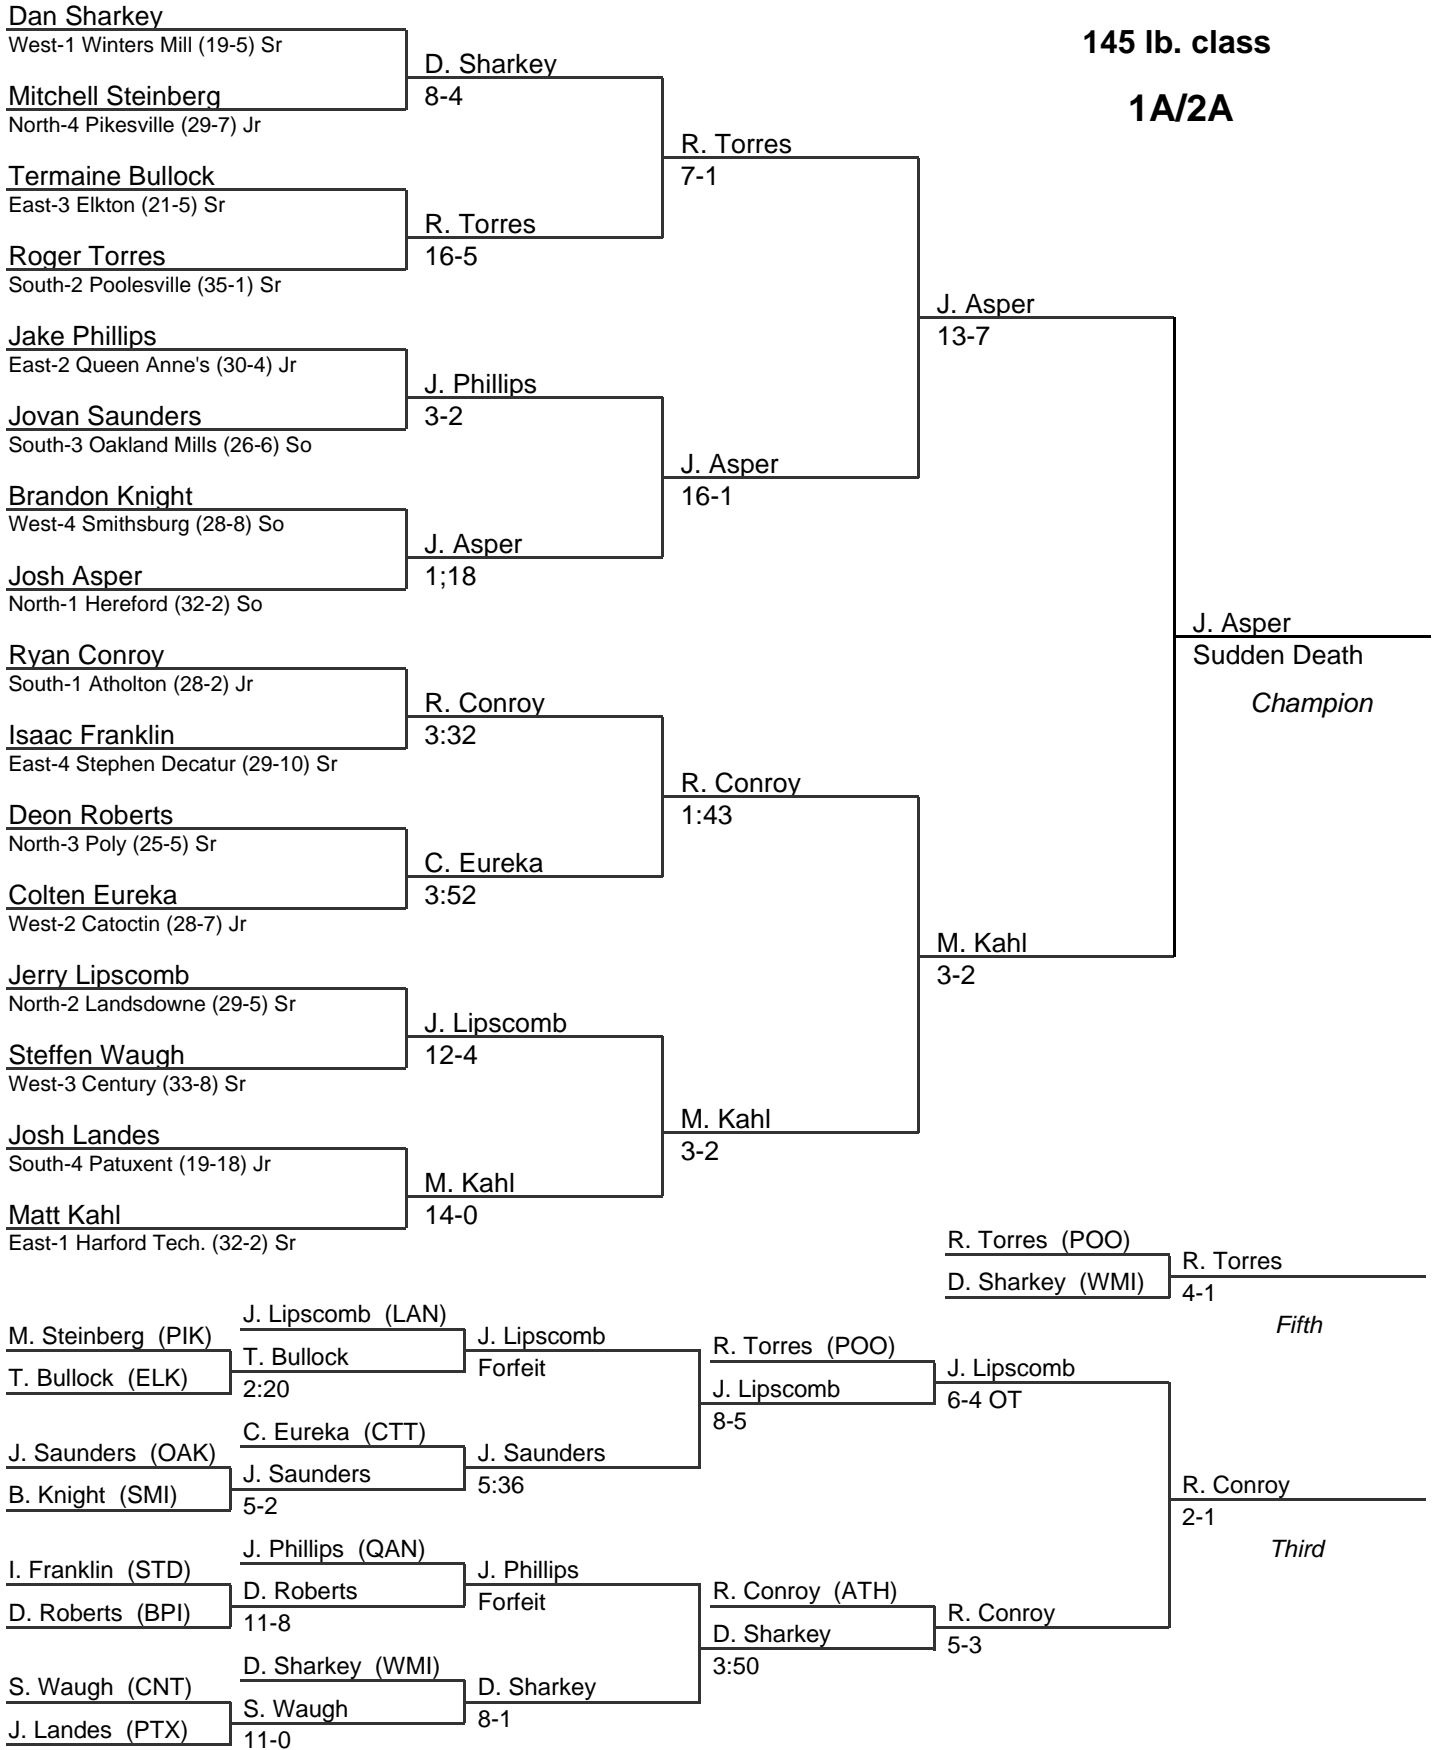 145 lb. class
1A/2A
Dan Sharkey
West-1 Winters Mill (19-5) Sr
Mitchell Steinberg
North-4 Pikesville (29-7) Jr
Termaine Bullock
East-3 Elkton (21-5) Sr
Roger Torres
South-2 Poolesville (35-1) Sr
Jake Phillips
East-2 Queen Anne's (30-4) Jr
Jovan Saunders
South-3 Oakland Mills (26-6) So
Brandon Knight
West-4 Smithsburg (28-8) So
Josh Asper
North-1 Hereford (32-2) So
Ryan Conroy
South-1 Atholton (28-2) Jr
Isaac Franklin
East-4 Stephen Decatur (29-10) Sr
Deon Roberts
North-3 Poly (25-5) Sr
Colten Eureka
West-2 Catoctin (28-7) Jr
Jerry Lipscomb
North-2 Landsdowne (29-5) Sr
Steffen Waugh
West-3 Century (33-8) Sr
Josh Landes
South-4 Patuxent (19-18) Jr
Matt Kahl
East-1 Harford Tech. (32-2) Sr
D. Sharkey
8-4
R. Torres
16-5
J. Phillips
3-2
J. Asper
1;18
R. Conroy
3:32
C. Eureka
3:52
J. Lipscomb
12-4
M. Kahl
14-0
R. Torres
7-1
J. Asper
16-1
R. Conroy
1:43
M. Kahl
3-2
J. Asper
13-7
M. Kahl
3-2
J. Asper
Sudden Death
Champion
R. Torres (POO)
D. Sharkey (WMI)
R. Torres
4-1
Fifth
M. Steinberg (PIK)
T. Bullock (ELK)
J. Saunders (OAK)
B. Knight (SMI)
I. Franklin (STD)
D. Roberts (BPI)
S. Waugh (CNT)
J. Landes (PTX)
J. Lipscomb (LAN)
T. Bullock
2:20
C. Eureka (CTT)
J. Saunders
5-2
J. Phillips (QAN)
D. Roberts
11-8
D. Sharkey (WMI)
S. Waugh
11-0
J. Lipscomb
Forfeit
J. Saunders
5:36
J. Phillips
Forfeit
D. Sharkey
8-1
R. Torres (POO)
J. Lipscomb
8-5
R. Conroy (ATH)
D. Sharkey
3:50
J. Lipscomb
6-4 OT
R. Conroy
5-3
R. Conroy
2-1
Third